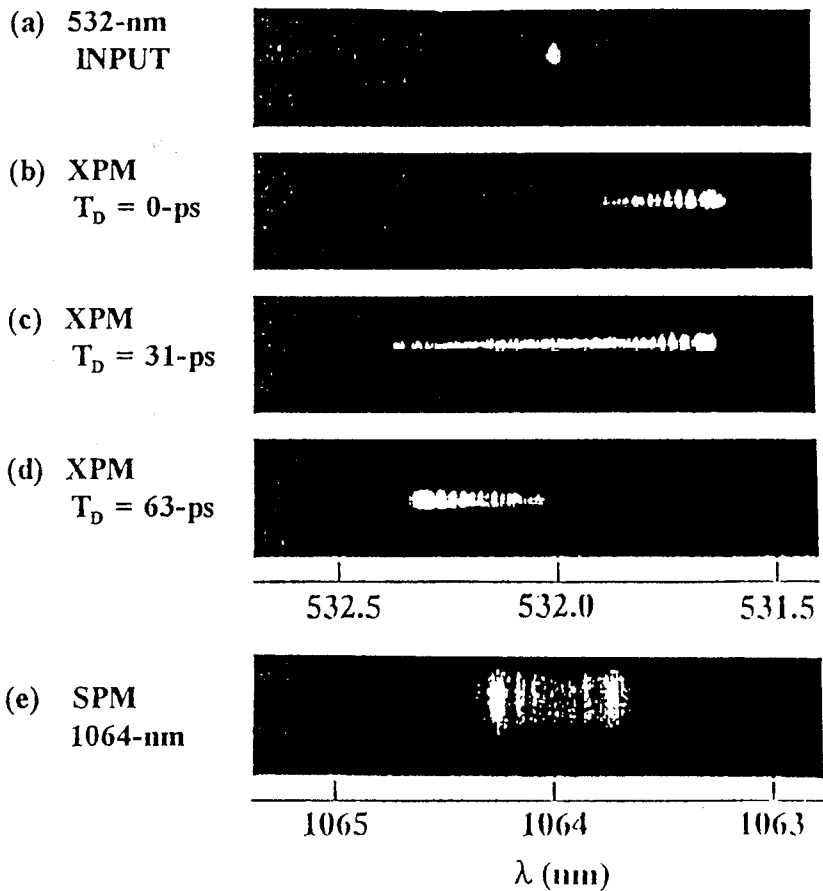 (a) 532-nm
INPUT
(b) XPM
T_D = 0-ps
(c) XPM
T_D = 31-ps
(d) XPM
T_D = 63-ps
532.5 532.0 531.5
(e) SPM
1064-nm
1065 1064 1063
λ (nm)